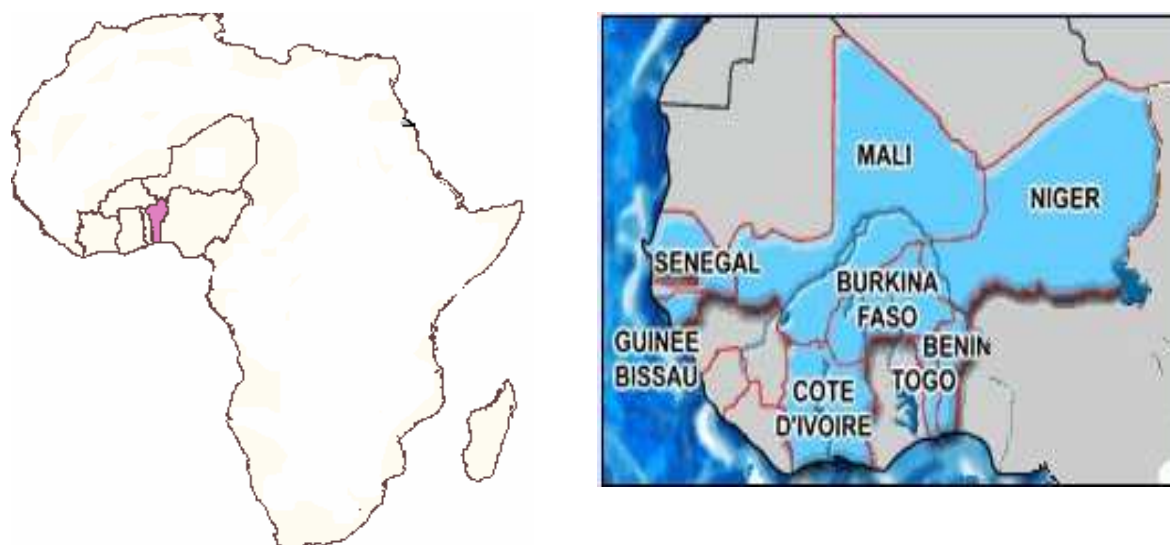 MALI
NIGER
SENEGAL
BURKINA
FASO
GUINEE
BISSAU
BENIN
TOGO
COTE
D'IVOIRE